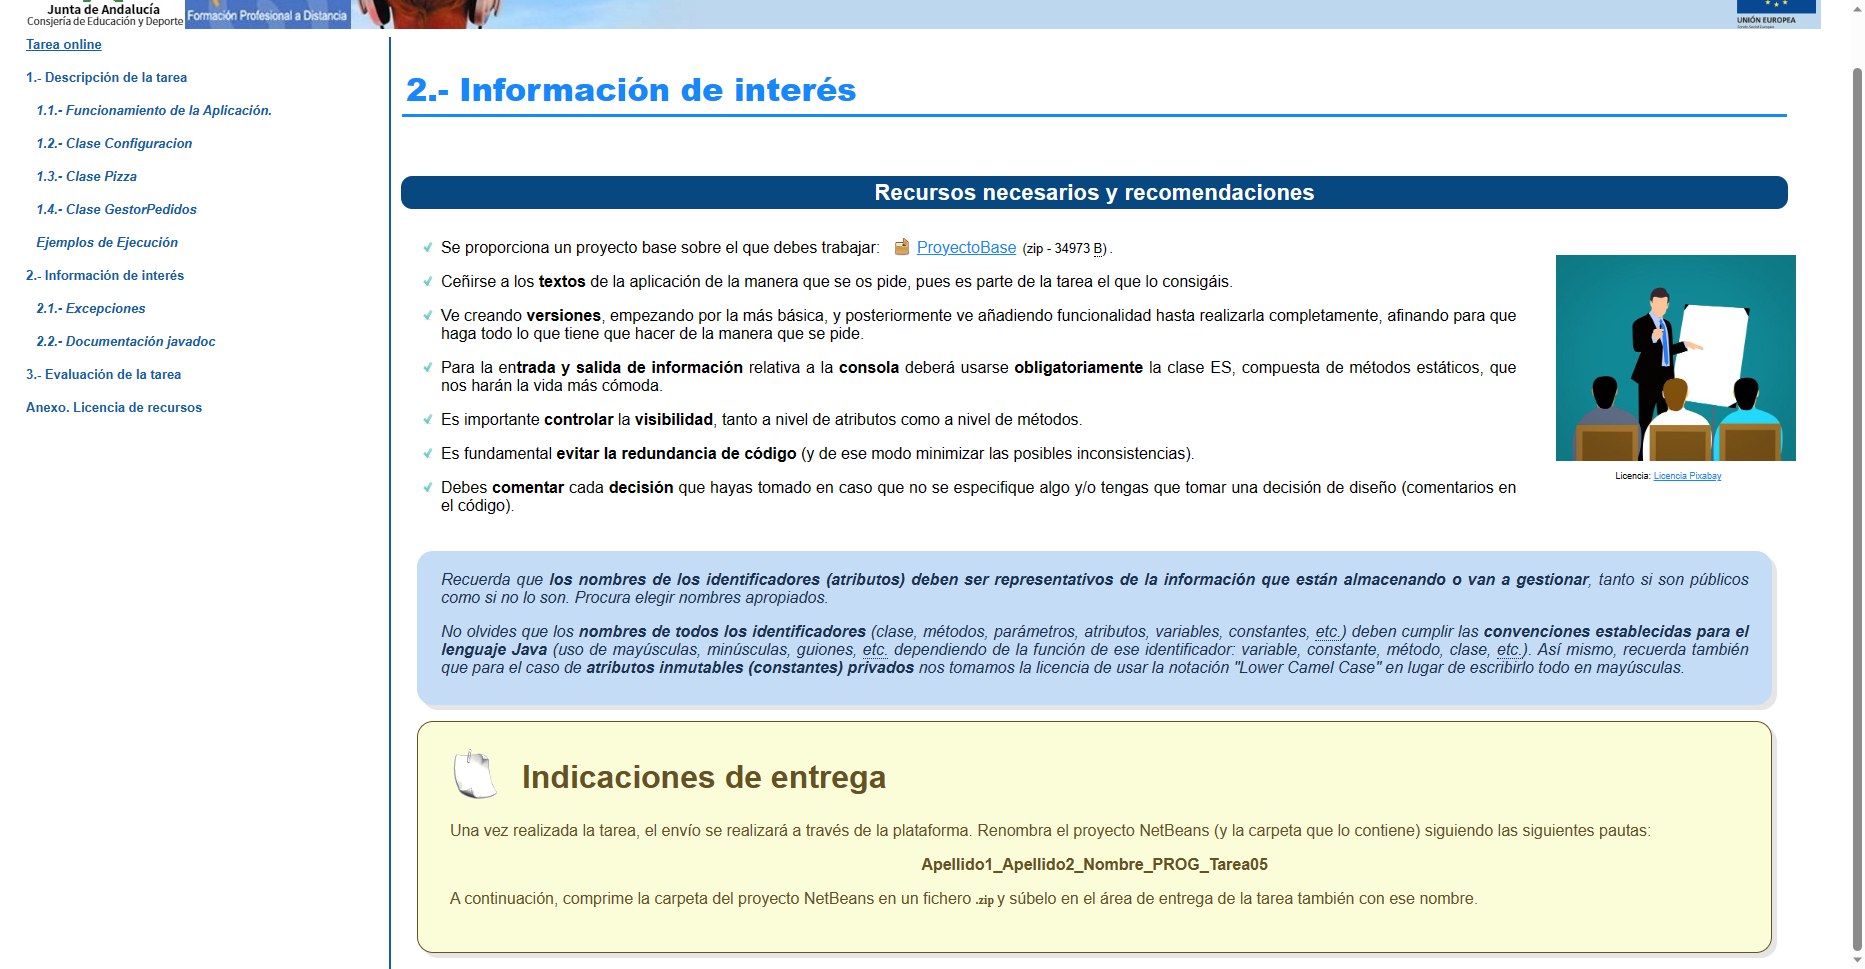 Junta de Andalucía
Consjería de Educación y Deporte
Formación Profesional a Distancia
UNIÓN EUROPEA
Tarea online
1.- Descripción de la tarea
1.1.- Funcionamiento de la Aplicación.
1.2.- Clase Configuracion
1.3.- Clase Pizza
1.4.- Clase GestorPedidos
Ejemplos de Ejecución
2.- Información de interés
2.1.- Excepciones
2.2.- Documentación javadoc
3.- Evaluación de la tarea
Anexo. Licencia de recursos
2.- Información de interés
Recursos necesarios y recomendaciones
Se proporciona un proyecto base sobre el que debes trabajar: ProyectoBase (zip - 34973 B) .
Ceñirse a los textos de la aplicación de la manera que se os pide, pues es parte de la tarea el que lo consigáis.
Ve creando versiones, empezando por la más básica, y posteriormente ve añadiendo funcionalidad hasta realizarla completamente, afinando para que
haga todo lo que tiene que hacer de la manera que se pide.
Para la entrada y salida de información relativa a la consola deberá usarse obligatoriamente la clase ES, compuesta de métodos estáticos, que
nos harán la vida más cómoda.
Es importante controlar la visibilidad, tanto a nivel de atributos como a nivel de métodos.
Es fundamental evitar la redundancia de código (y de ese modo minimizar las posibles inconsistencias).
Debes comentar cada decisión que hayas tomado en caso que no se especifique algo y/o tengas que tomar una decisión de diseño (comentarios en
el código).
Licencia: Licencia Pixabay
Recuerda que los nombres de los identificadores (atributos) deben ser representativos de la información que están almacenando o van a gestionar, tanto si son públicos
como si no lo son. Procura elegir nombres apropiados.
No olvides que los nombres de todos los identificadores (clase, métodos, parámetros, atributos, variables, constantes, etc.) deben cumplir las convenciones establecidas para el
lenguaje Java (uso de mayúsculas, minúsculas, guiones, etc. dependiendo de la función de ese identificador: variable, constante, método, clase, etc.). Así mismo, recuerda también
que para el caso de atributos inmutables (constantes) privados nos tomamos la licencia de usar la notación "Lower Camel Case" en lugar de escribirlo todo en mayúsculas.
Indicaciones de entrega
Una vez realizada la tarea, el envío se realizará a través de la plataforma. Renombra el proyecto NetBeans (y la carpeta que lo contiene) siguiendo las siguientes pautas:
Apellido1_Apellido2_Nombre_PROG_Tarea05
A continuación, comprime la carpeta del proyecto NetBeans en un fichero .zip y súbelo en el área de entrega de la tarea también con ese nombre.